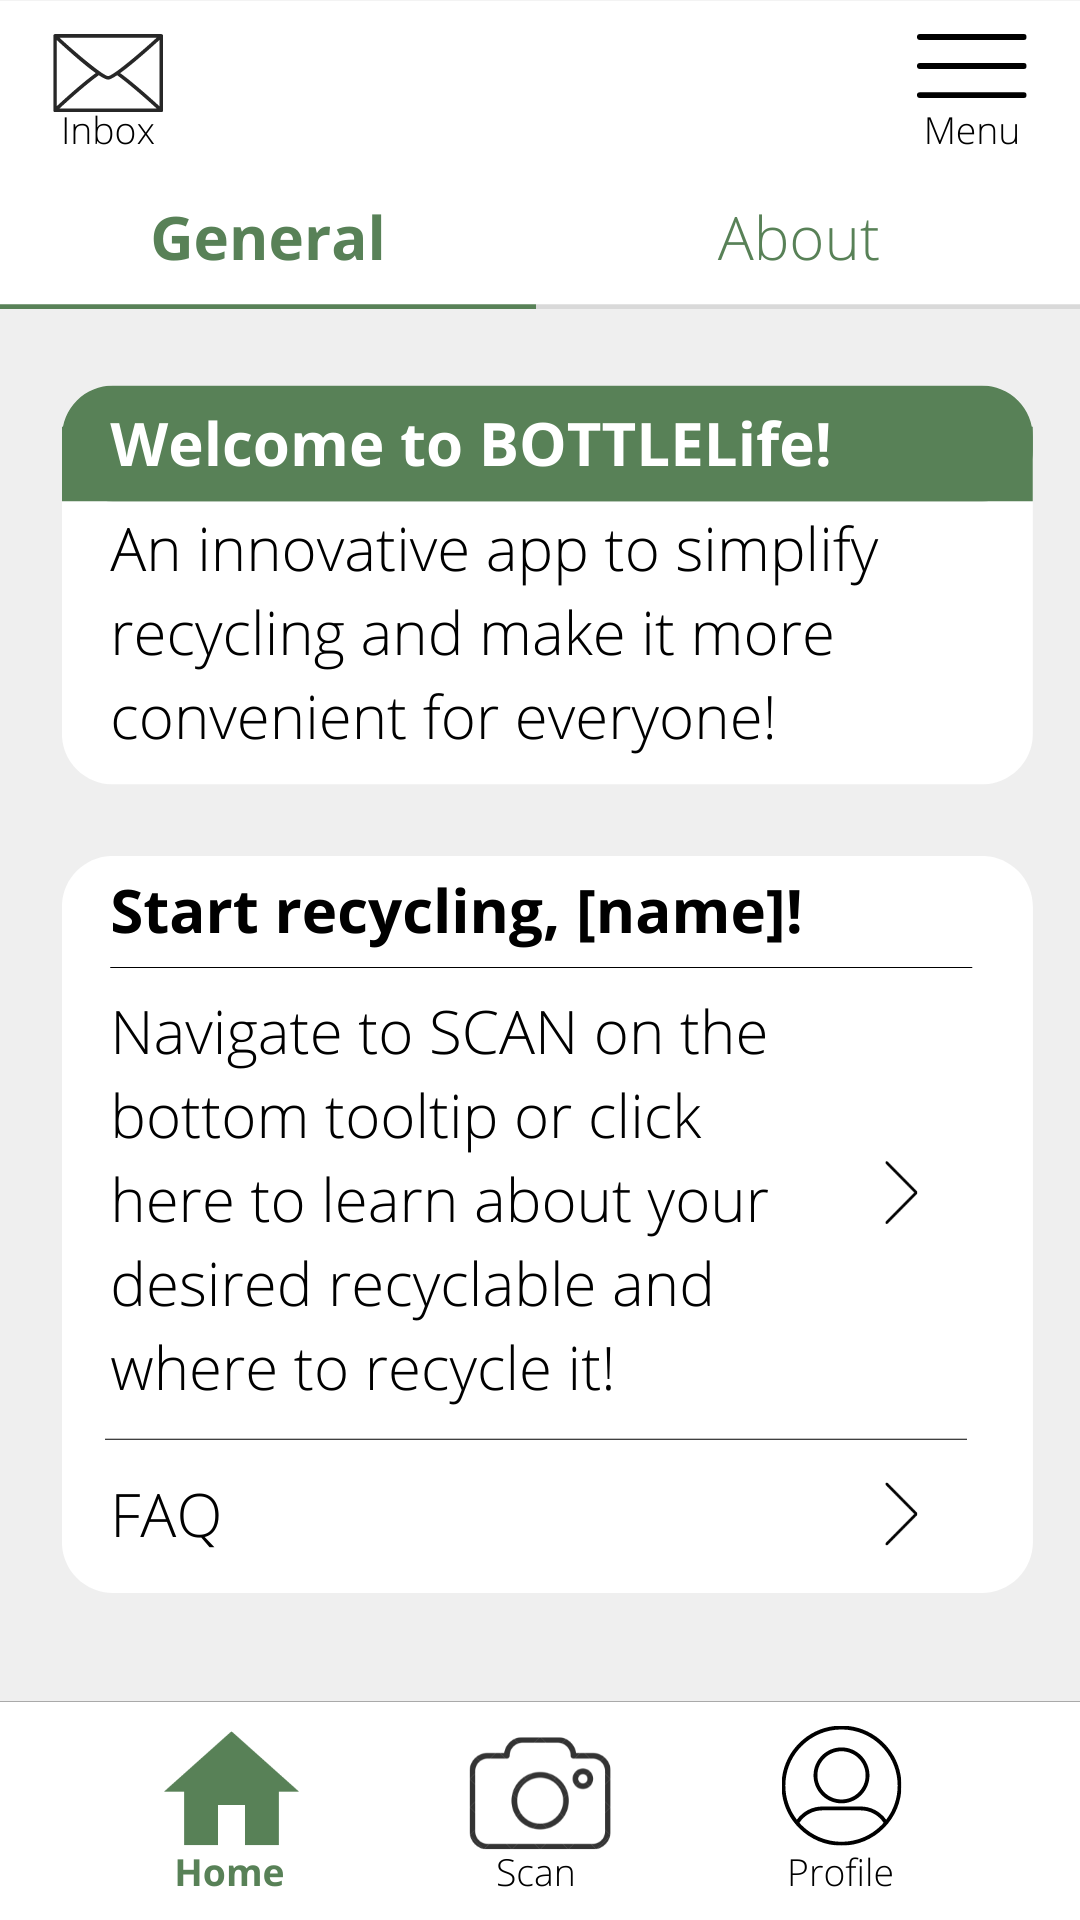 Inbox
Menu
General
About
Welcome to BOTTLELife!
An innovative app to simplify
recycling and make it more
convenient for everyone!
Start recycling, [name]!
Navigate to SCAN on the
bottom tooltip or click
here to learn about your
desired recyclable and
where to recycle it!
FAQ
Home
Scan
Profile